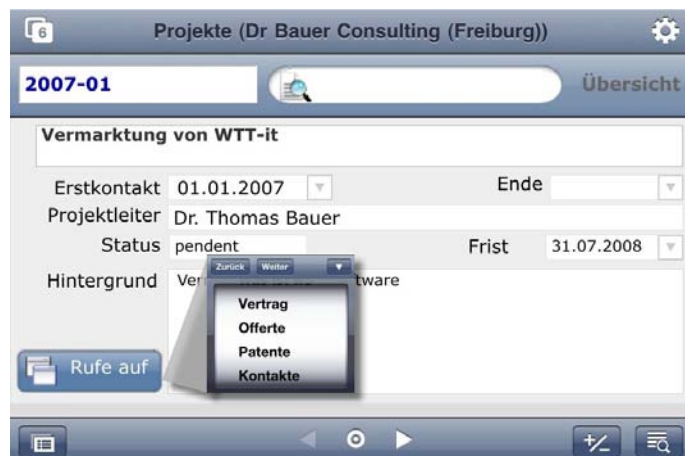 6
Projekte (Dr Bauer Consulting (Freiburg))
2007-01
Übersicht
Vermarktung von WTT-it
Erstkontakt 01.01.2007 Ende
Projektleiter Dr. Thomas Bauer
Status pendent Frist 31.07.2008
Zurück Weiter
Hintergrund
Vertrag
Offerte
Patente
Kontakte
Rufe auf